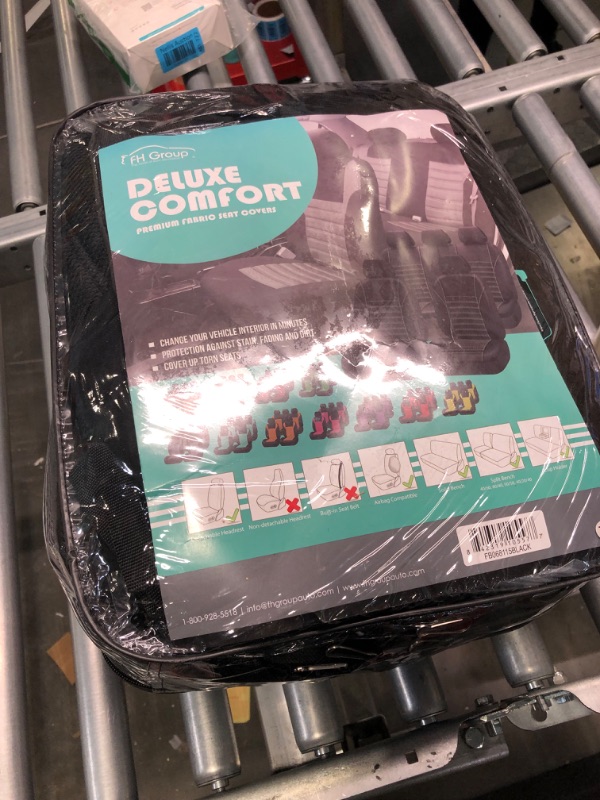 FH Group
DELUXE
COMFORT
PREMIUM FABRIC SEAT COVERS
CHANGE YOUR VEHICLE INTERIOR IN MINUTES
PROTECTION AGAINST STAIN, FADING AND DIRT
COVER UP TORN SEATS
Headrest
Non-detachable Headrest
Built-in Seat Belt
Airbag Compatible
Bench
Split Bench
FB066115BLACK
1-800-928-5518 | info@fhgroupauto.com | www.fhgroupauto.com